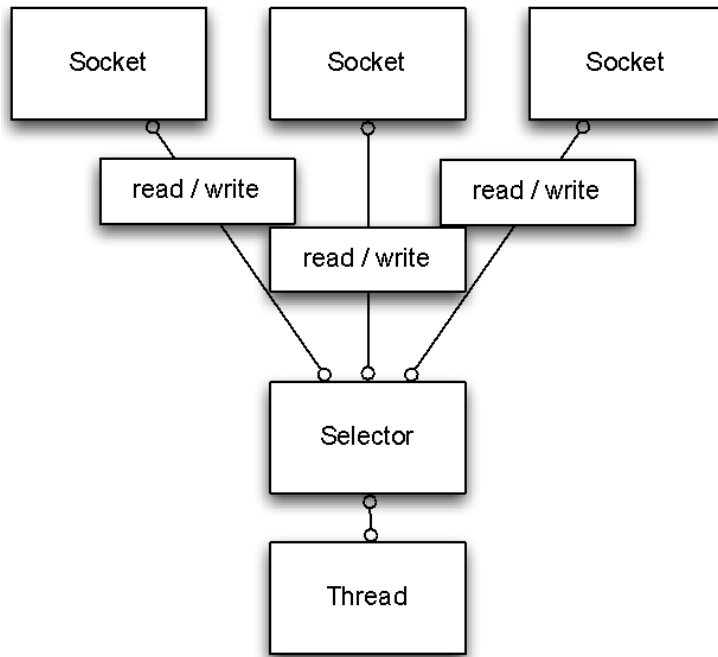 Socket
Socket
Socket
read / write
read / write
read / write
Selector
Thread